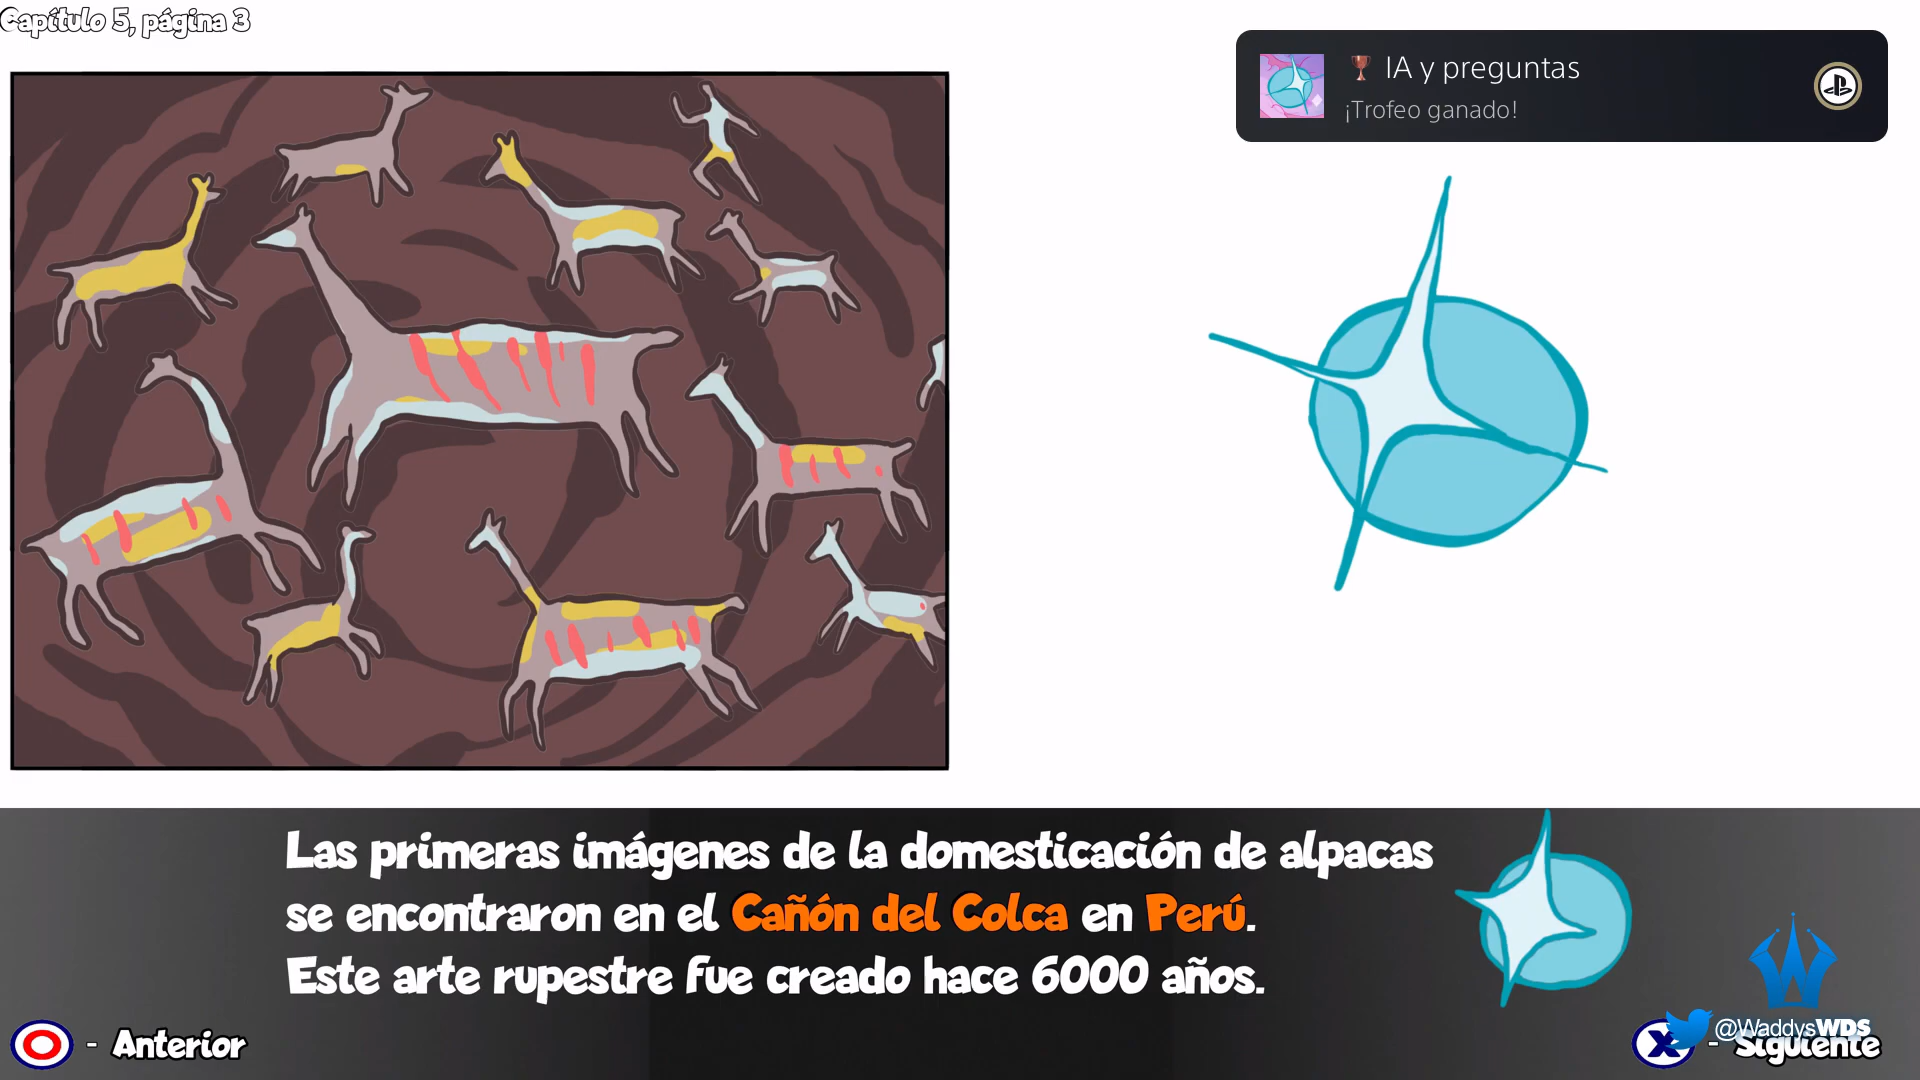 Capítulo 5, página 3
IA y preguntas
¡Trofeo ganado!
Las primeras imágenes de la domesticación de alpacas
se encontraron en el Cañón del Colca en Perú.
Este arte rupestre fue creado hace 6000 años.
- Anterior
@WaddysWDS
X - Siguiente